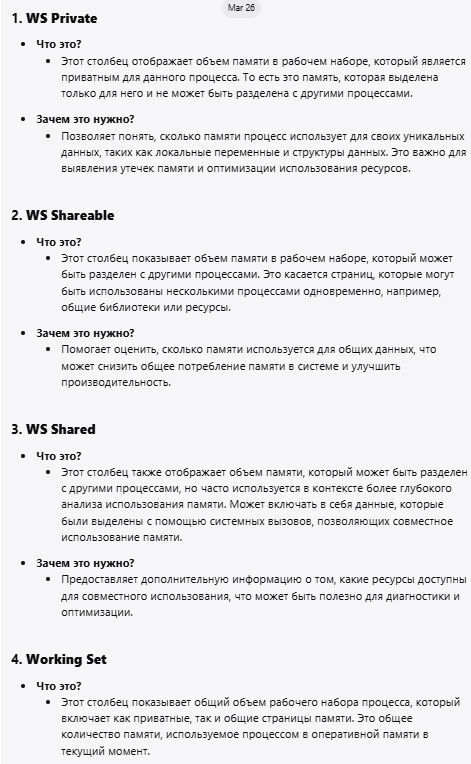 Mar 26
1. WS Private
• Что это?
• Этот столбец отображает объем памяти в рабочем наборе, который является
приватным для данного процесса. То есть это память, которая выделена
только для него и не может быть разделена с другими процессами.
• Зачем это нужно?
• Позволяет понять, сколько памяти процесс использует для своих уникальных
данных, таких как локальные переменные и структуры данных. Это важно для
выявления утечек памяти и оптимизации использования ресурсов.
2. WS Shareable
• Что это?
• Этот столбец показывает объем памяти в рабочем наборе, который может
быть разделен с другими процессами. Это касается страниц, которые могут
быть использованы несколькими процессами одновременно, например,
общие библиотеки или ресурсы.
• Зачем это нужно?
• Помогает оценить, сколько памяти используется для общих данных, что
может снизить общее потребление памяти в системе и улучшить
производительность.
3. WS Shared
• Что это?
• Этот столбец также отображает объем памяти, который может быть разделен
с другими процессами, но часто используется в контексте более глубокого
анализа использования памяти. Может включать в себя данные, которые
были выделены с помощью системных вызовов, позволяющих совместное
использование памяти.
• Зачем это нужно?
• Предоставляет дополнительную информацию о том, какие ресурсы доступны
для совместного использования, что может быть полезно для диагностики и
оптимизации.
4. Working Set
• Что это?
• Этот столбец показывает общий объем рабочего набора процесса, который
включает как приватные, так и общие страницы памяти. Это общее
количество памяти, используемое процессом в оперативной памяти в
текущий момент.